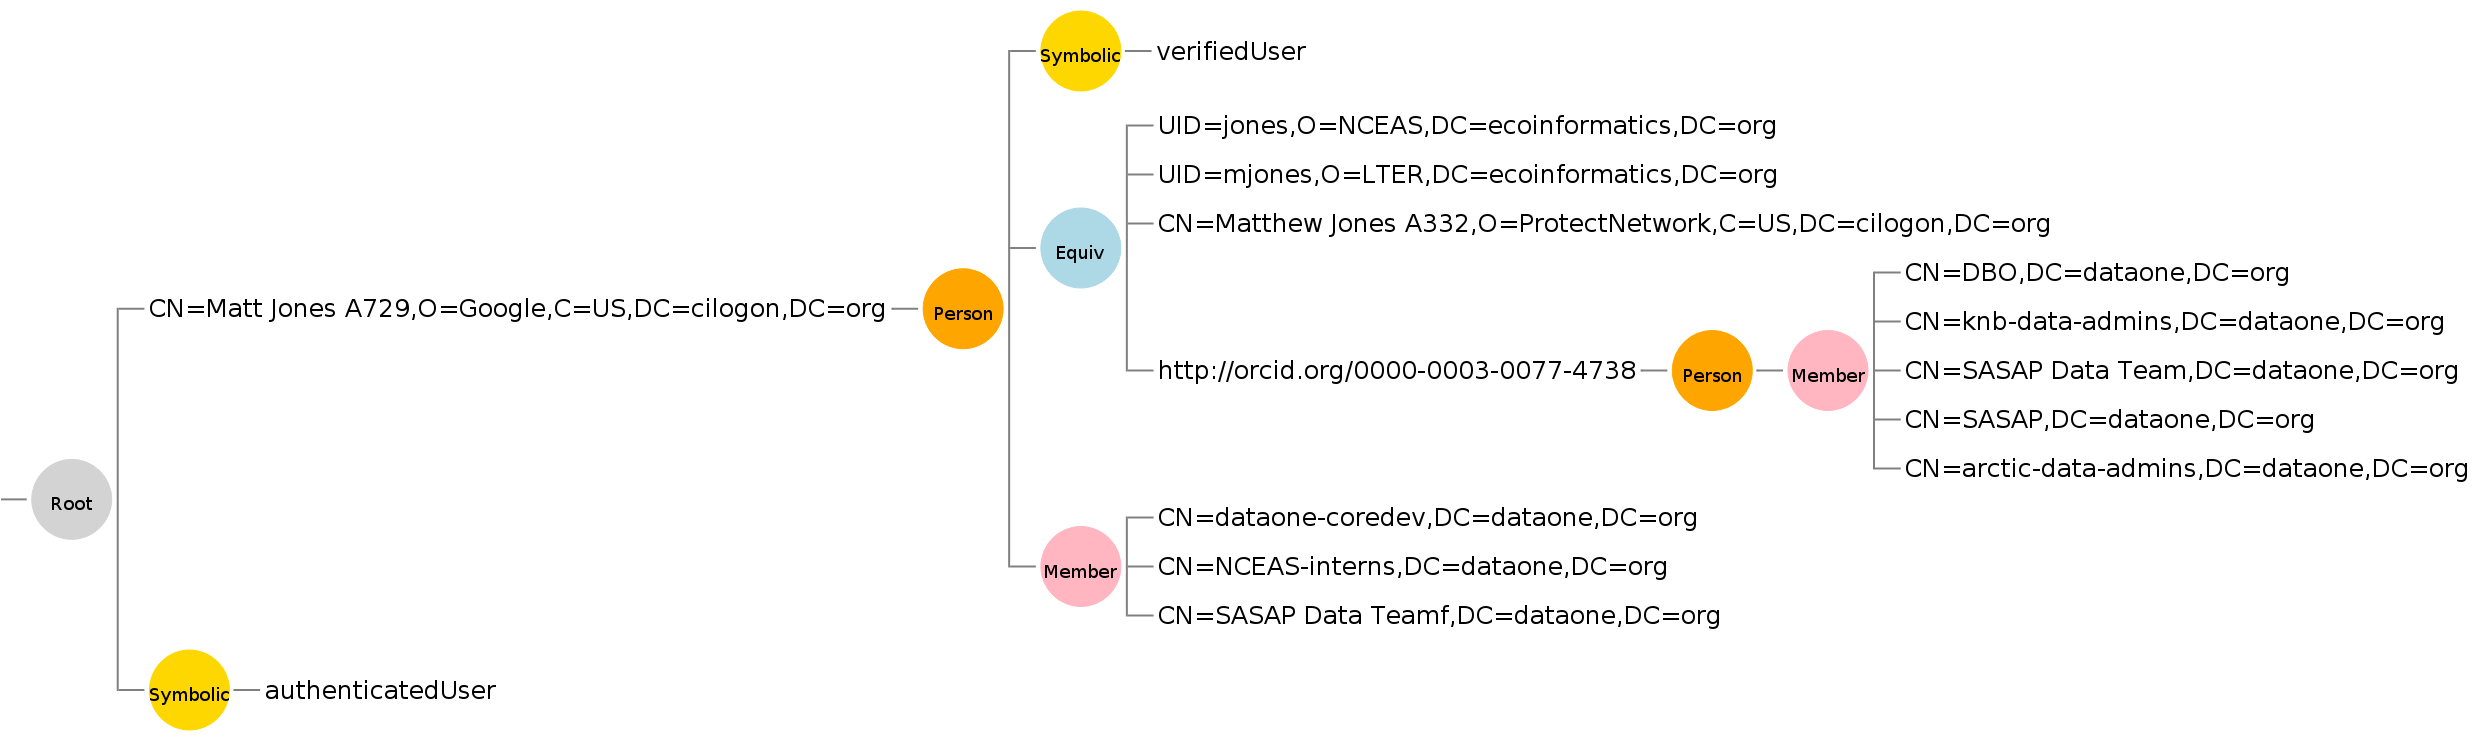 Symbolic
verifiedUser
UID=jones,O=NCEAS,DC=ecoinformatics,DC=org
UID=mjones,O=LTER,DC=ecoinformatics,DC=org
CN=Matthew Jones A332,O=ProtectNetwork,C=US,DC=cilogon,DC=org
Equiv
CN=DBO,DC=dataone,DC=org
CN=Matt Jones A729,O=Google,C=US,DC=cilogon,DC=org
Person
CN=knb-data-admins,DC=dataone,DC=org
http://orcid.org/0000-0003-0077-4738
Person
Member
CN=SASAP Data Team,DC=dataone,DC=org
CN=SASAP,DC=dataone,DC=org
CN=arctic-data-admins,DC=dataone,DC=org
Root
CN=dataone-coredev,DC=dataone,DC=org
Member
CN=NCEAS-interns,DC=dataone,DC=org
CN=SASAP Data Teamf,DC=dataone,DC=org
Symbolic
authenticatedUser